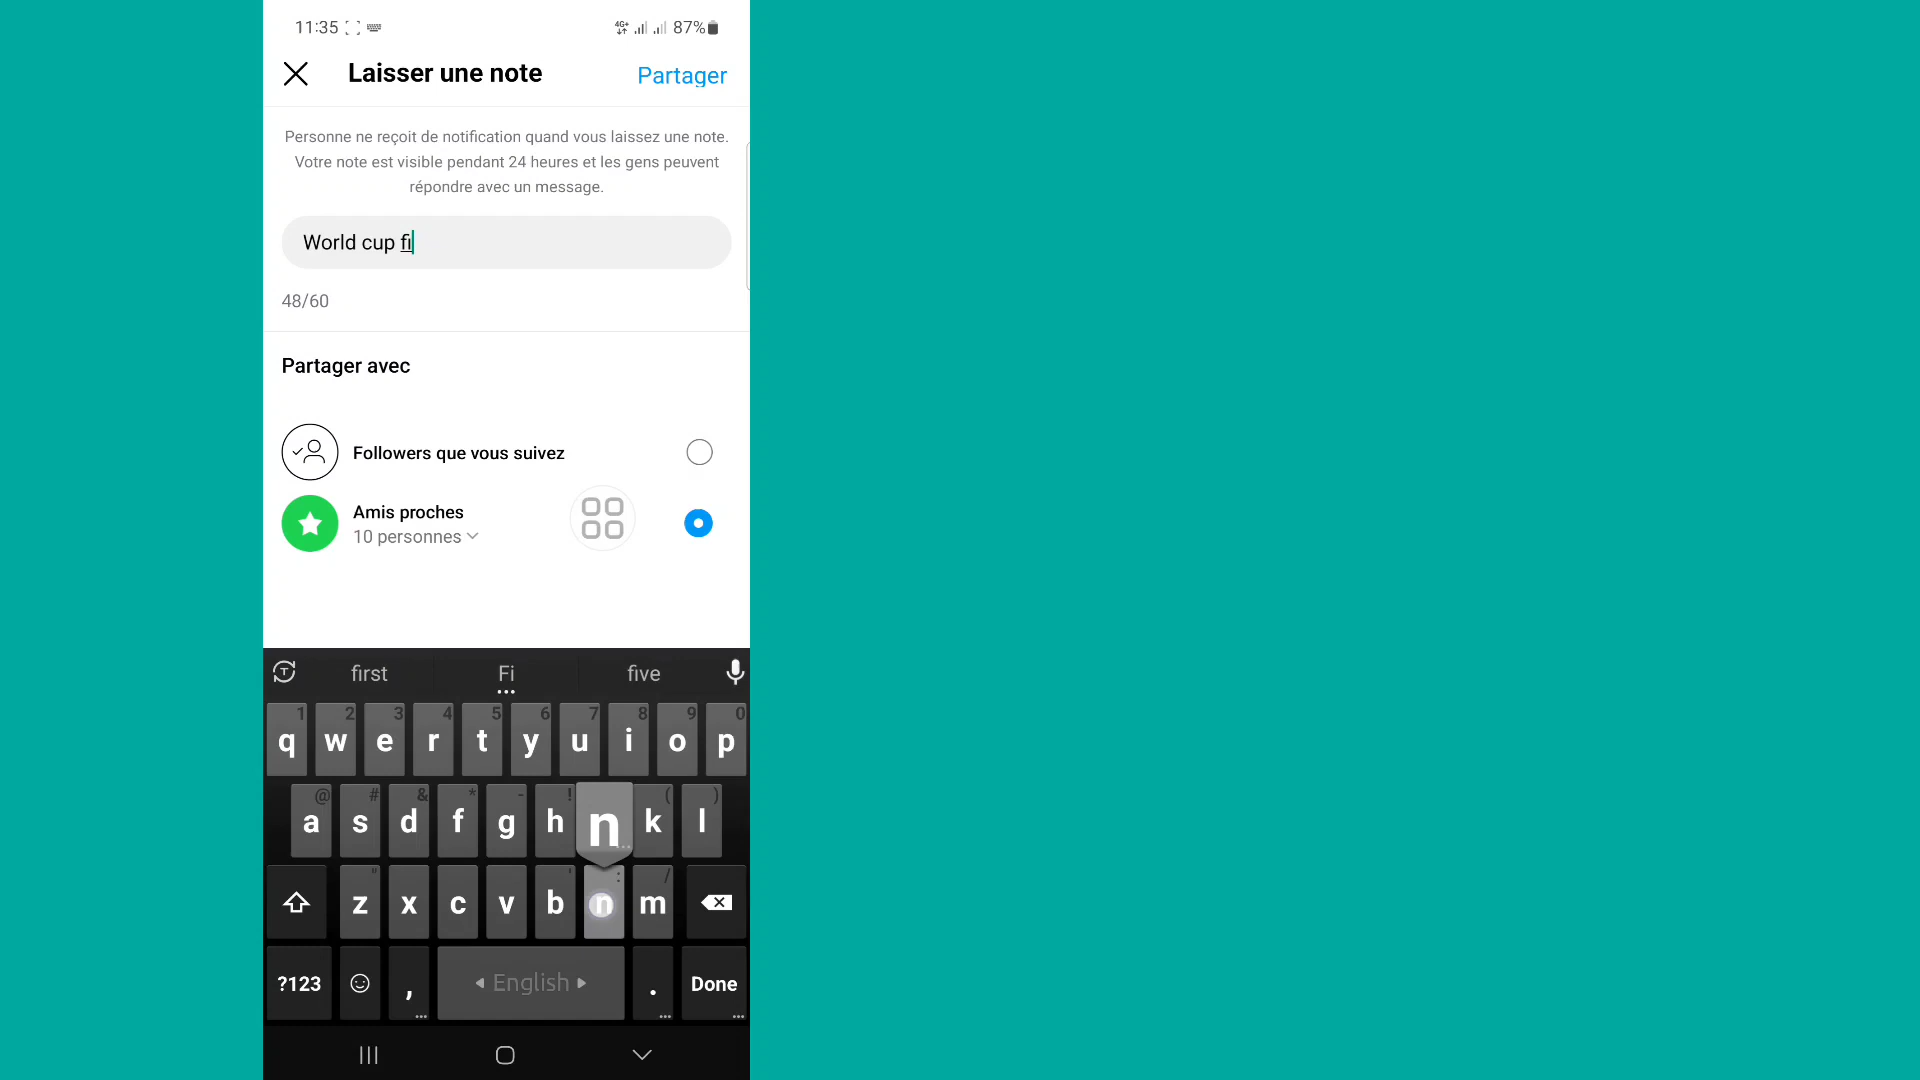 11:35 4G+ 87%
Laisser une note Partager
Personne ne reçoit de notification quand vous laissez une note.
Votre note est visible pendant 24 heures et les gens peuvent
répondre avec un message.
World cup fi
48/60
Partager avec
Followers que vous suivez
Amis proches
10 personnes
T first Fi five
1 2 3 4 5 6 7 8 9 0
q w e r t y u i o p
@ # & * - ! ( )
a s d f g h n k l
" ' : /
z x c v b n m
?123 , English . Done